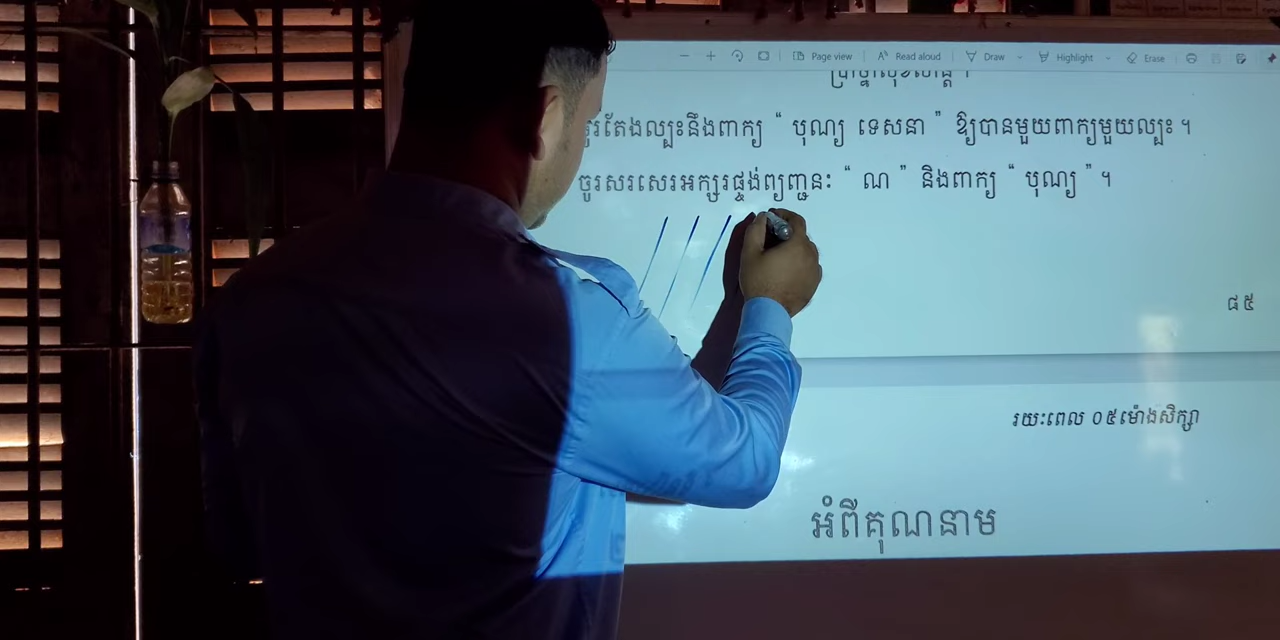 Page view Read aloud Draw Highlight Erase
តែងល្បះនឹងពាក្យ “ បុណ្យ ទេសនា ” ឱ្យបានមួយពាក្យមួយល្បះ ។
ចូរសរសេរអក្សរផ្ចង់ព្យញ្ជនៈ “ ណ ” និងពាក្យ “ បុណ្យ ” ។
៨៥
រយៈពេល ០៥ម៉ោងសិក្សា
អំពីគុណនាម